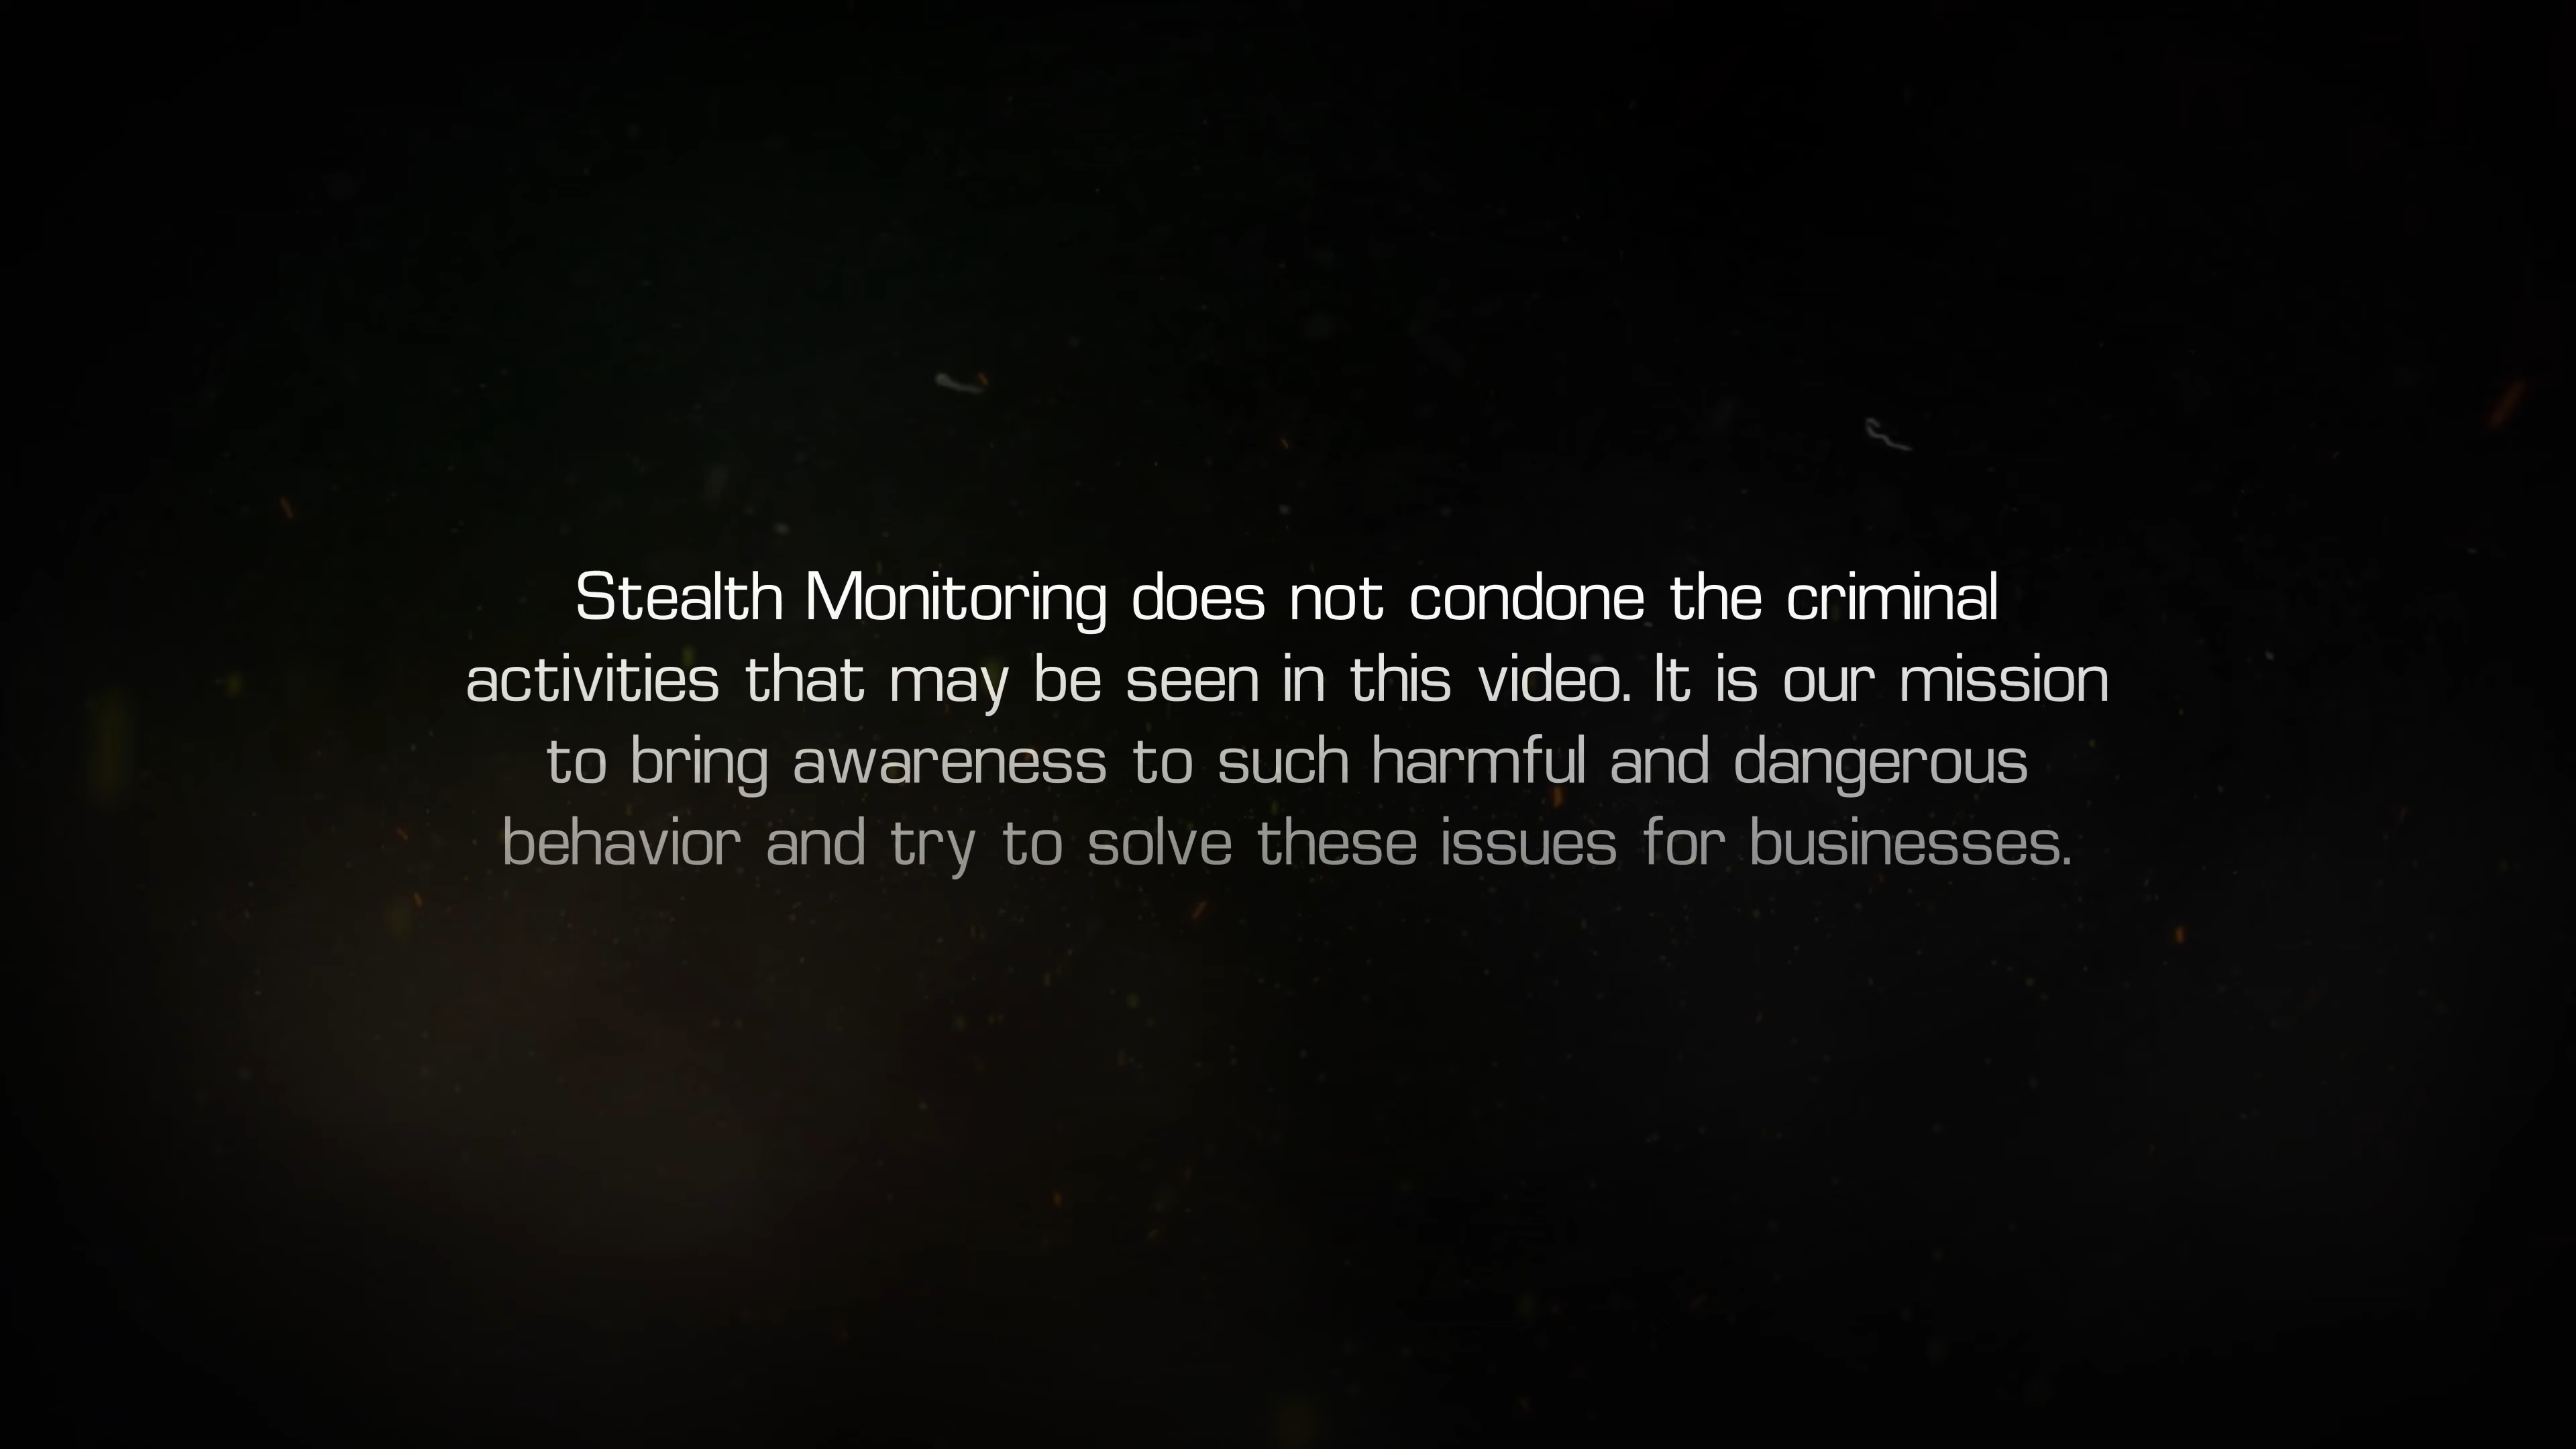 Stealth Monitoring does not condone the criminal
activities that may be seen in this video. It is our mission
to bring awareness to such harmful and dangerous
behavior and try to solve these issues for businesses.